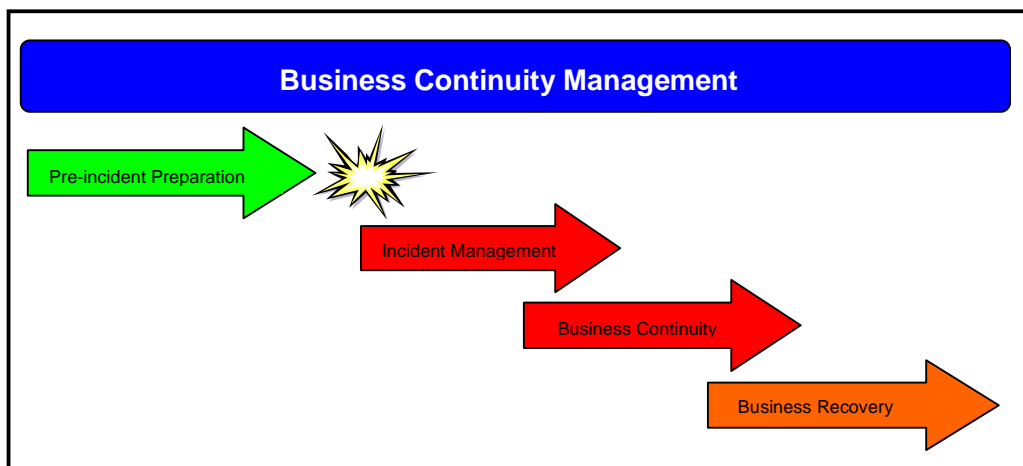 Business Continuity Management
Pre-incident Preparation
Incident Management
Business Continuity
Business Recovery